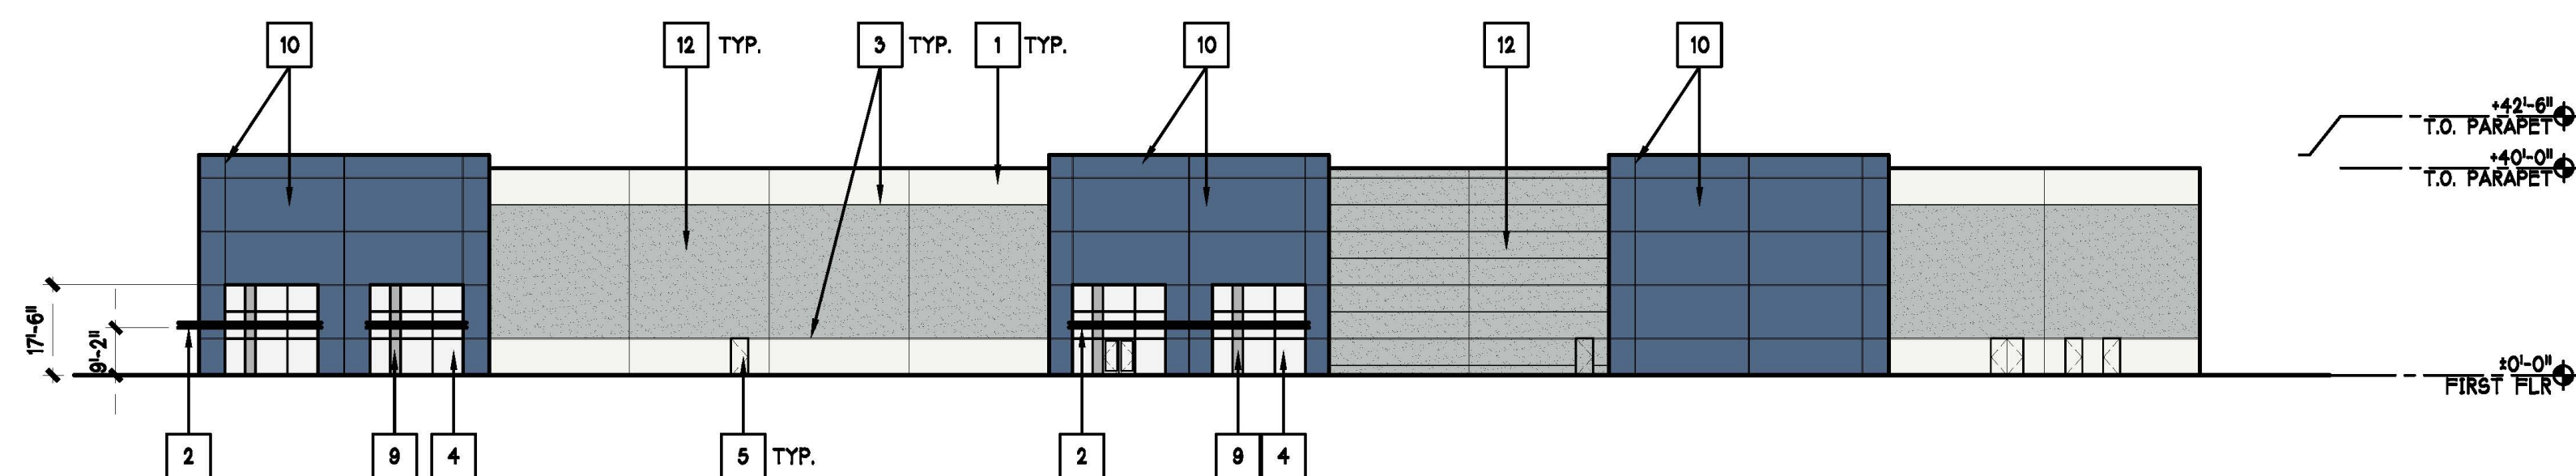 10
12 TYP.
3 TYP.
1 TYP.
10
12
10
+42'-6"
T.O. PARAPET
+40'-0"
T.O. PARAPET
17'-6"
9'-2"
±0'-0"
FIRST FLR
2
9
4
5 TYP.
2
9
4